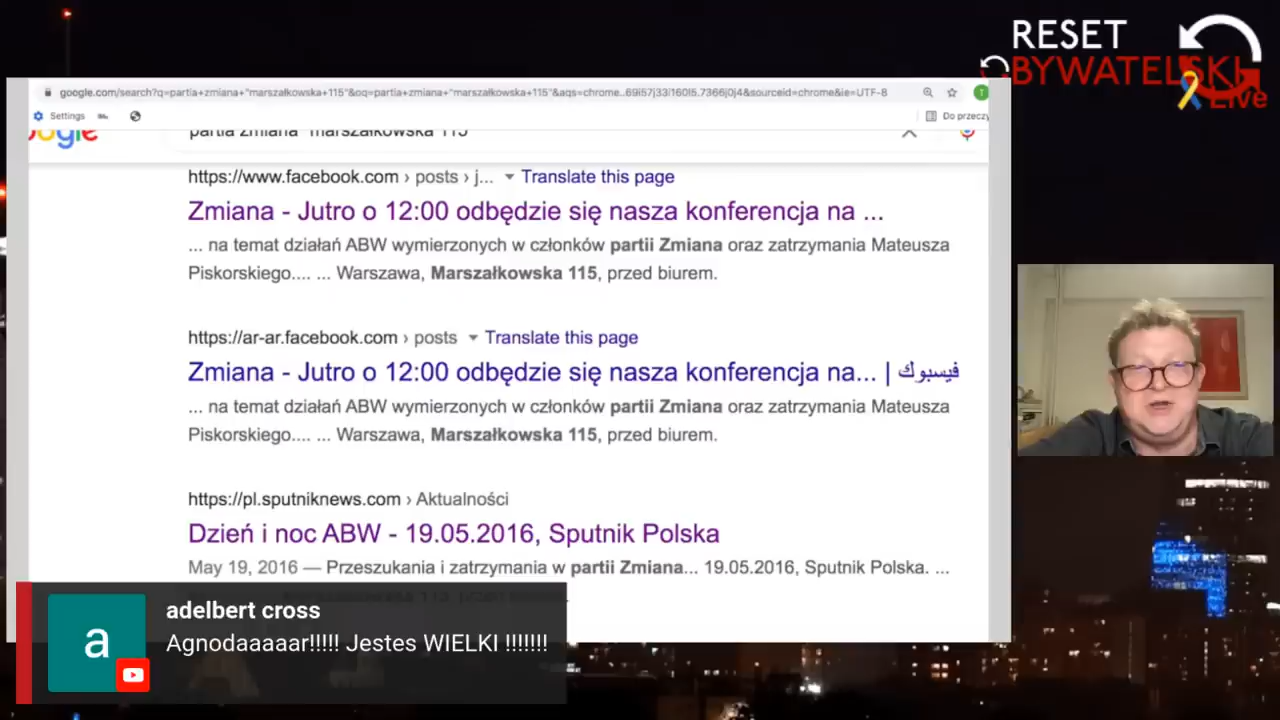 RESET
OBYWATELSKI
Live
google.com/search?q=partia+zmiana+"marszałkowska+115"&oq=partia+zmiana+"marszałkowska+115"&aqs=chrome..69i57j33i160l5.7366j0j4&sourceid=chrome&ie=UTF-8
T
Settings
Do przeczy
Google
partia zmiana "marszałkowska 115"
https://www.facebook.com › posts › j... Translate this page
Zmiana - Jutro o 12:00 odbędzie się nasza konferencja na ...
... na temat działań ABW wymierzonych w członków partii Zmiana oraz zatrzymania Mateusza
Piskorskiego.... ... Warszawa, Marszałkowska 115, przed biurem.
https://ar-ar.facebook.com › posts Translate this page
Zmiana - Jutro o 12:00 odbędzie się nasza konferencja na... | فيسبوك
... na temat działań ABW wymierzonych w członków partii Zmiana oraz zatrzymania Mateusza
Piskorskiego.... ... Warszawa, Marszałkowska 115, przed biurem.
https://pl.sputniknews.com › Aktualności
Dzień i noc ABW - 19.05.2016, Sputnik Polska
May 19, 2016 — Przeszukania i zatrzymania w partii Zmiana... 19.05.2016, Sputnik Polska. ...
a
adelbert cross
Agnodaaaaar!!!!! Jestes WIELKI !!!!!!!